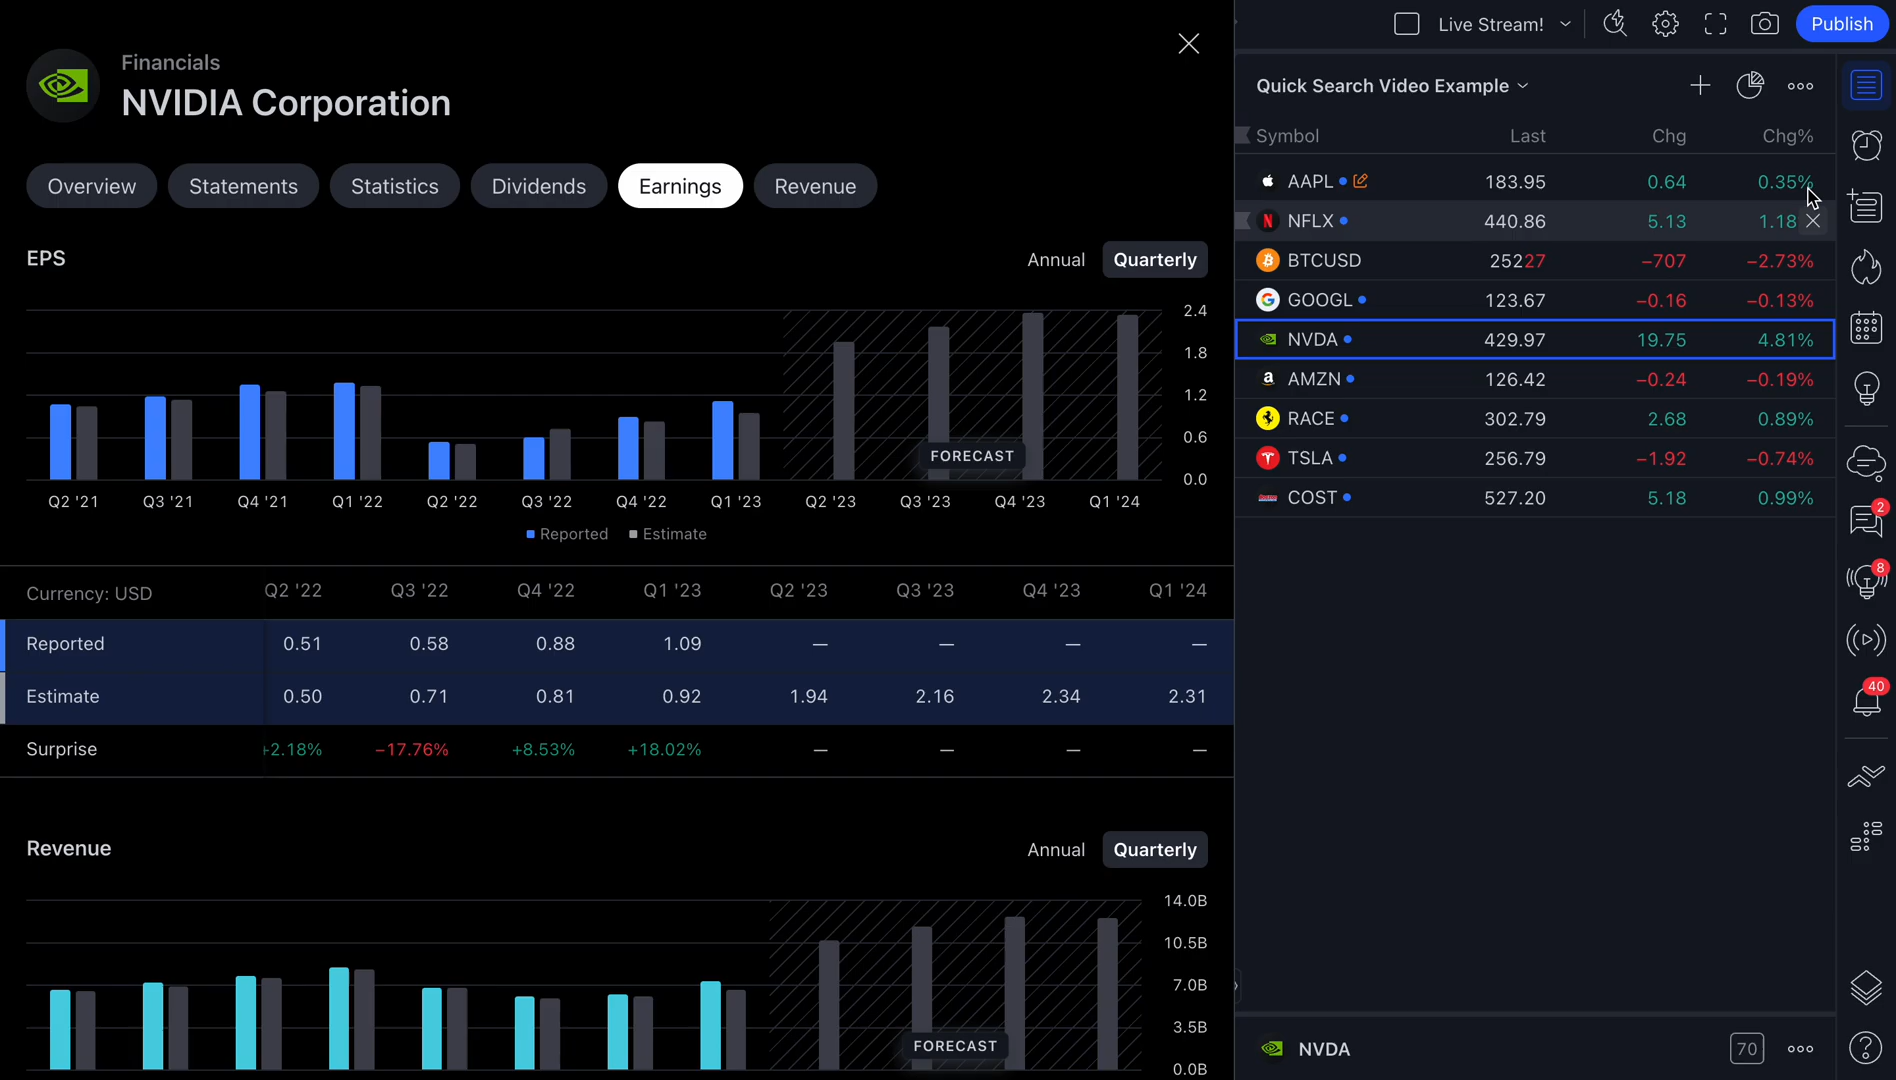 Financials
NVIDIA Corporation
Overview Statements Statistics Dividends Earnings Revenue
EPS
Annual Quarterly
2.4
1.8
1.2
0.6
0.0
FORECAST
Q2 '21 Q3 '21 Q4 '21 Q1 '22 Q2 '22 Q3 '22 Q4 '22 Q1 '23 Q2 '23 Q3 '23 Q4 '23 Q1 '24
Reported Estimate
Currency: USD Q2 '22 Q3 '22 Q4 '22 Q1 '23 Q2 '23 Q3 '23 Q4 '23 Q1 '24
Reported 0.51 0.58 0.88 1.09 — — — —
Estimate 0.50 0.71 0.81 0.92 1.94 2.16 2.34 2.31
Surprise +2.18% −17.76% +8.53% +18.02% — — — —
Revenue
Annual Quarterly
14.0B
10.5B
7.0B
3.5B
0.0B
FORECAST
Live Stream! Publish
Quick Search Video Example
Symbol Last Chg Chg%
AAPL 183.95 0.64 0.35%
NFLX 440.86 5.13 1.18
BTCUSD 25227 −707 −2.73%
GOOGL 123.67 −0.16 −0.13%
NVDA 429.97 19.75 4.81%
AMZN 126.42 −0.24 −0.19%
RACE 302.79 2.68 0.89%
TSLA 256.79 −1.92 −0.74%
COST 527.20 5.18 0.99%
2
8
40
NVDA 70